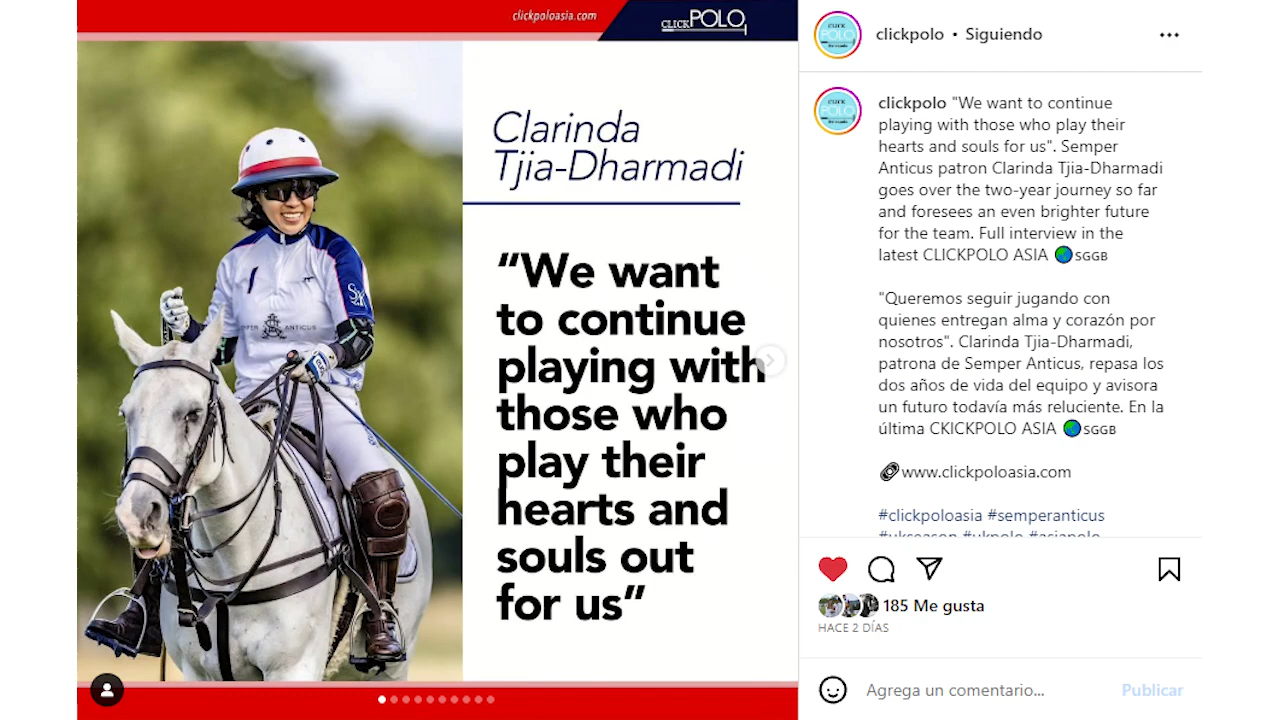 clickpoloasia.com
CLICKPOLO
Clarinda
Tjia-Dharmadi
“We want
to continue
playing with
those who
play their
hearts and
souls out
for us”
SEMPER ANTICUS
clickpolo • Siguiendo
clickpolo "We want to continue
playing with those who play their
hearts and souls for us". Semper
Anticus patron Clarinda Tjia-Dharmadi
goes over the two-year journey so far
and foresees an even brighter future
for the team. Full interview in the
latest CLICKPOLO ASIA 🌏SGGB
"Queremos seguir jugando con
quienes entregan alma y corazón por
nosotros". Clarinda Tjia-Dharmadi,
patrona de Semper Anticus, repasa los
dos años de vida del equipo y avisora
un futuro todavía más reluciente. En la
última CKICKPOLO ASIA 🌏SGGB
🗞www.clickpoloasia.com
#clickpoloasia #semperanticus
#ukseason #ukpolo #asiapolo
185 Me gusta
HACE 2 DÍAS
Agrega un comentario... Publicar